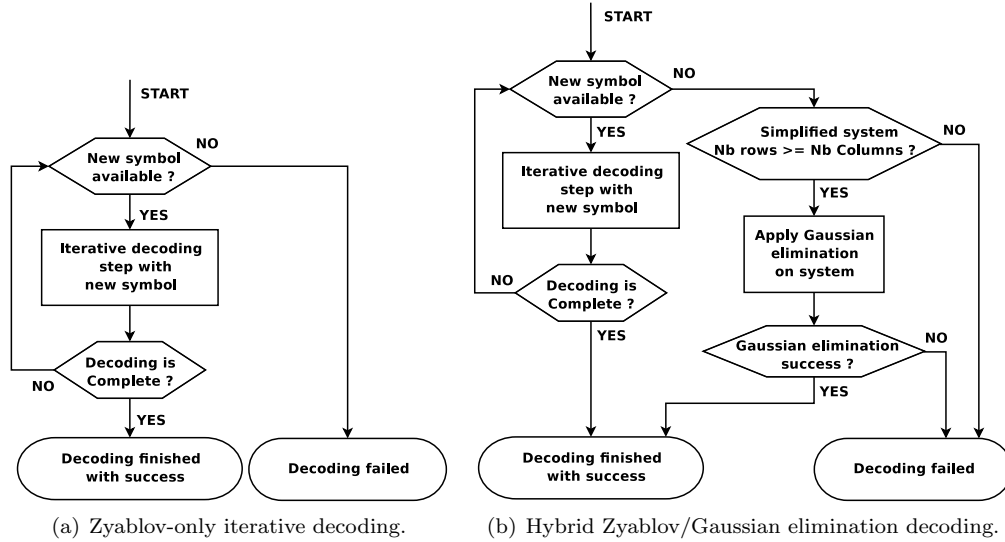 START
New symbol
available ?
NO
YES
Iterative decoding
step with
new symbol
Decoding is
Complete ?
NO
YES
Decoding finished
with success
Decoding failed
(a) Zyablov-only iterative decoding.
START
New symbol
available ?
NO
YES
Iterative decoding
step with
new symbol
Decoding is
Complete ?
NO
YES
Simplified system
Nb rows >= Nb Columns ?
NO
YES
Apply Gaussian
elimination
on system
Gaussian elimination
success ?
NO
YES
Decoding finished
with success
Decoding failed
(b) Hybrid Zyablov/Gaussian elimination decoding.